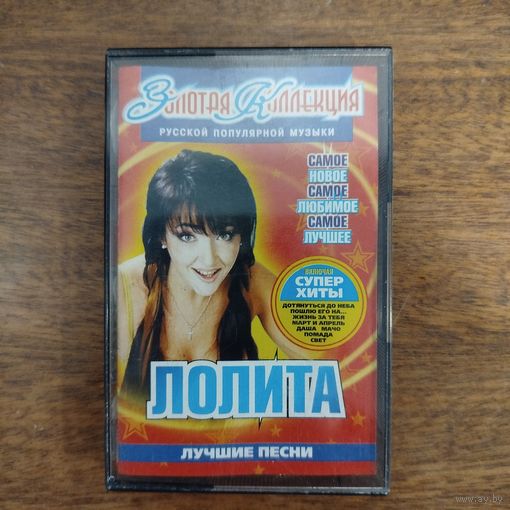 Золотая Коллекция
РУССКОЙ ПОПУЛЯРНОЙ МУЗЫКИ
САМОЕ
НОВОЕ
САМОЕ
ЛЮБИМОЕ
САМОЕ
ЛУЧШЕЕ
ВКЛЮЧАЯ
СУПЕР
ХИТЫ
ДОТЯНУТЬСЯ ДО НЕБА
ПОШЛЮ ЕГО НА...
ЖИЗНЬ ЗА ТЕБЯ
МАРТ И АПРЕЛЬ
ДАША МАЧО
ПОМАДА
СВЕТ
ЛОЛИТА
ЛУЧШИЕ ПЕСНИ
www.ay.by